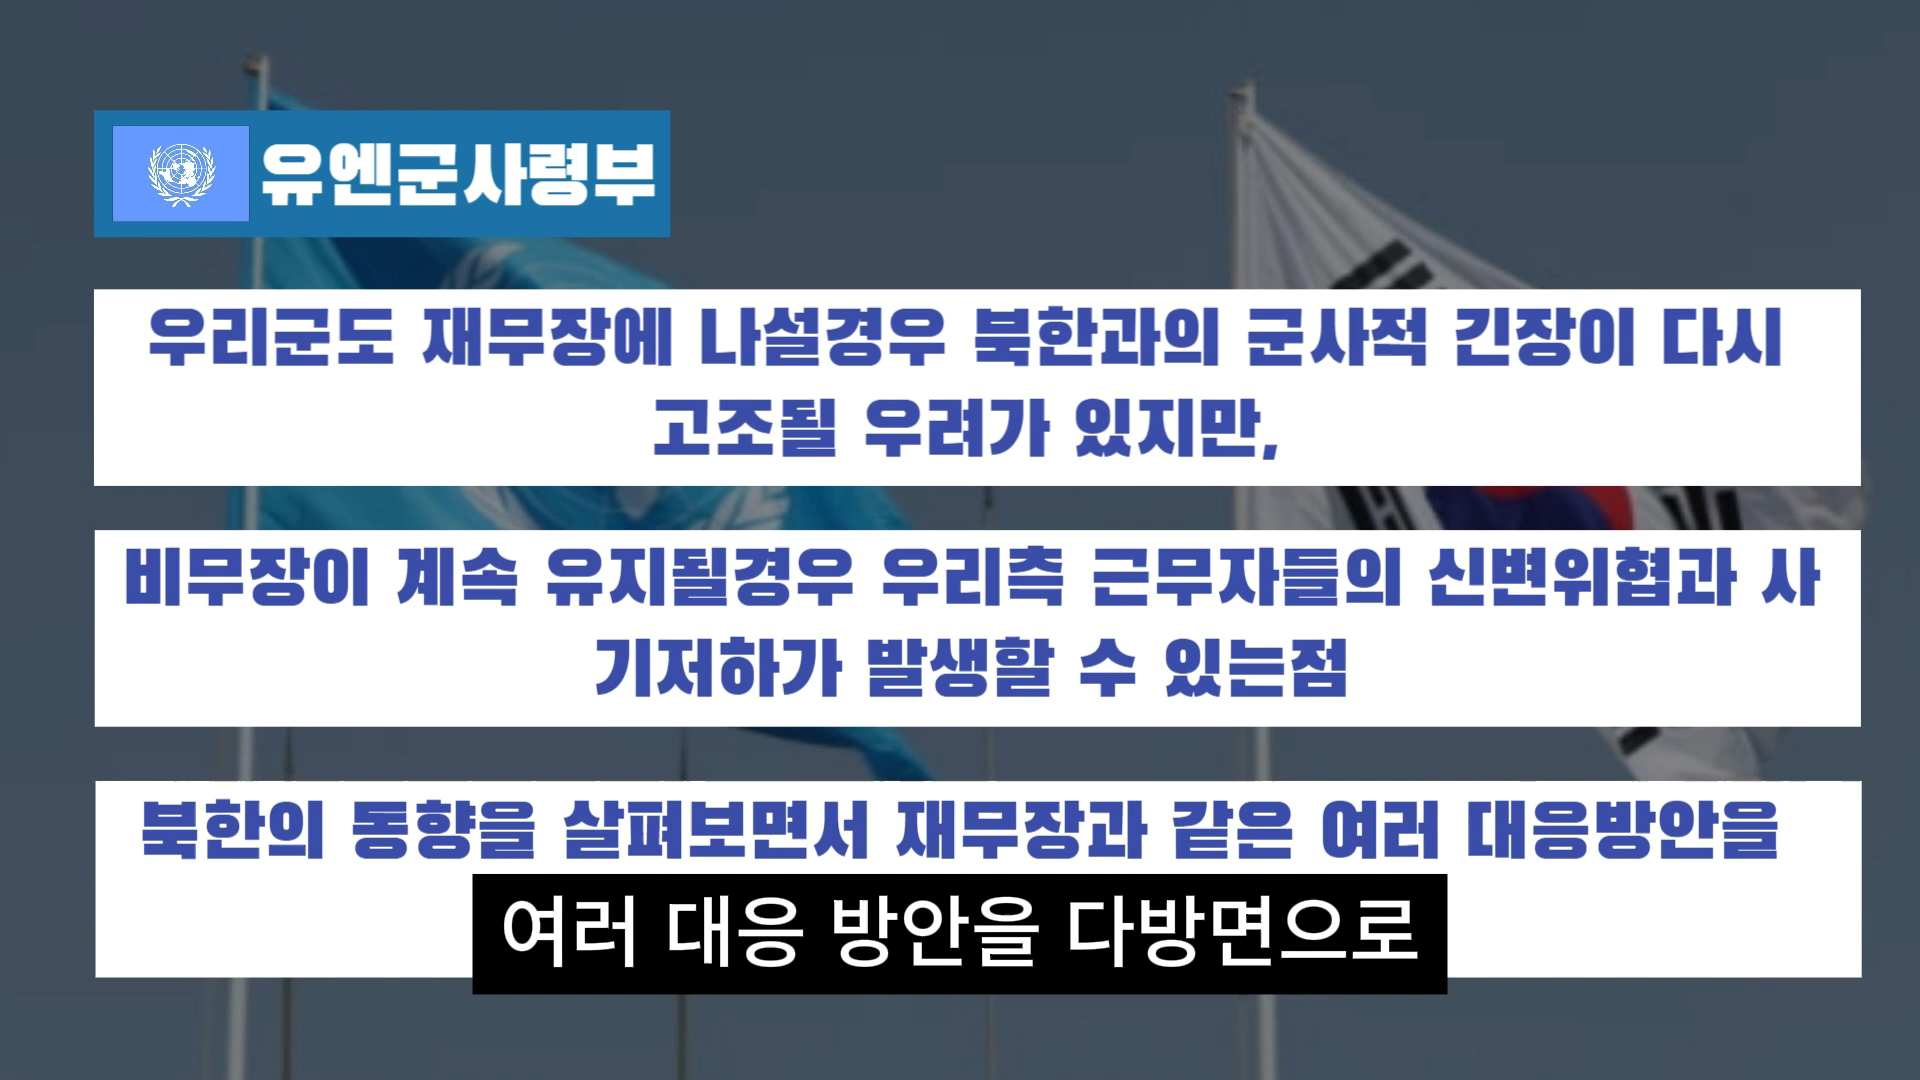 유엔군사령부
우리군도 재무장에 나설경우 북한과의 군사적 긴장이 다시
고조될 우려가 있지만,
비무장이 계속 유지될경우 우리측 근무자들의 신변위협과 사
기저하가 발생할 수 있는점
북한의 동향을 살펴보면서 재무장과 같은 여러 대응방안을
여러 대응 방안을 다방면으로